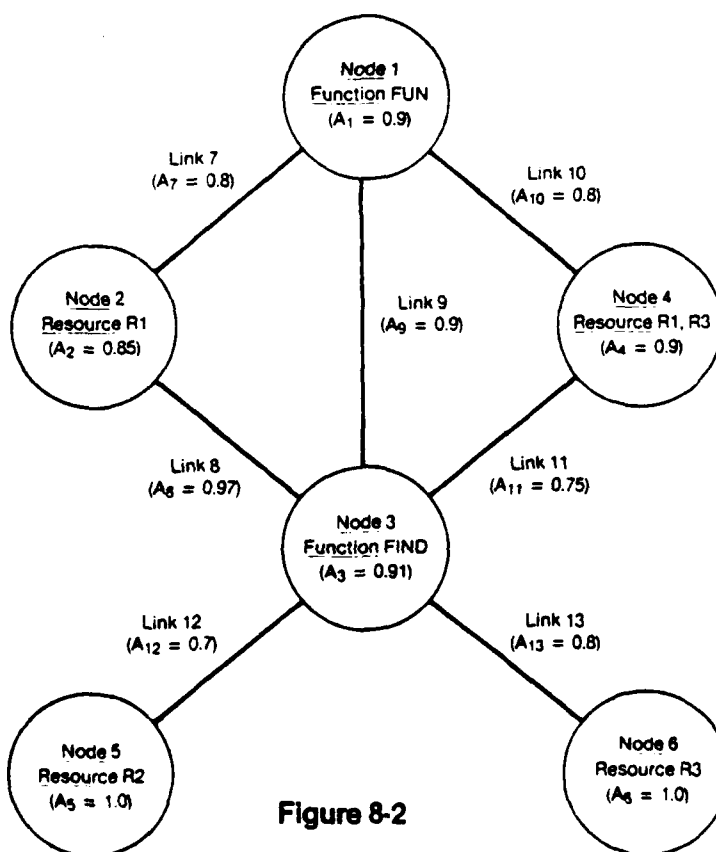 Node 1
Function FUN
(A1 = 0.9)
Link 7
(A7 = 0.8)
Link 10
(A10 = 0.8)
Node 2
Resource R1
(A2 = 0.85)
Link 9
(A9 = 0.9)
Node 4
Resource R1, R3
(A4 = 0.9)
Link 8
(A8 = 0.97)
Link 11
(A11 = 0.75)
Node 3
Function FIND
(A3 = 0.91)
Link 12
(A12 = 0.7)
Link 13
(A13 = 0.8)
Node 5
Resource R2
(A5 = 1.0)
Node 6
Resource R3
(A6 = 1.0)
Figure 8-2